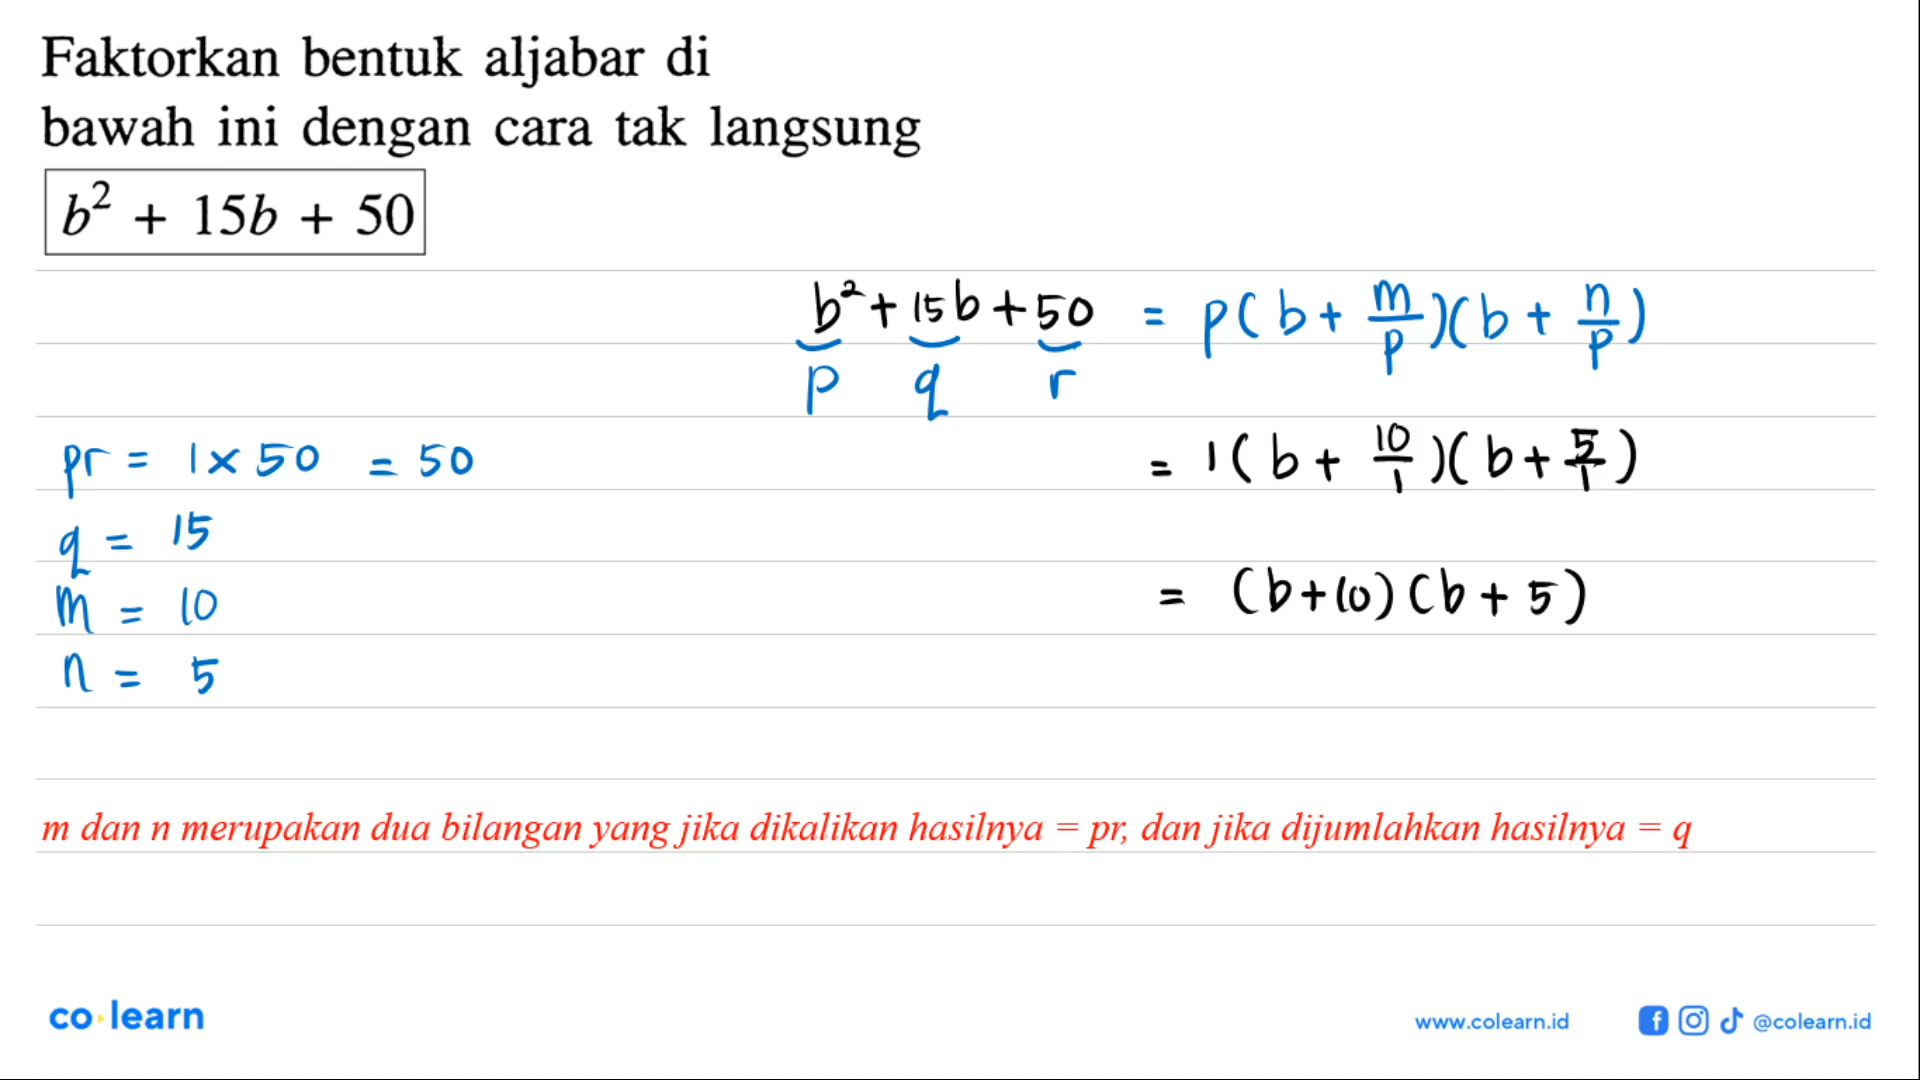 Faktorkan bentuk aljabar di
bawah ini dengan cara tak langsung
b² + 15b + 50
b² + 15b + 50 = p(b + m/p)(b + n/p)
p q r
pr = 1 × 50 = 50
= 1(b + 10/1)(b + 5/1)
q = 15
m = 10
= (b+10)(b + 5)
n = 5
m dan n merupakan dua bilangan yang jika dikalikan hasilnya = pr, dan jika dijumlahkan hasilnya = q
co learn
www.colearn.id
@colearn.id